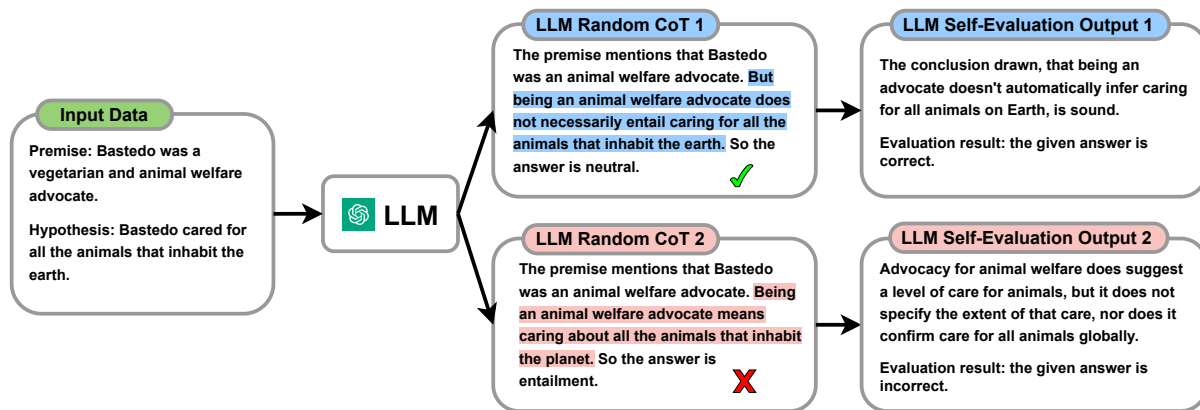 Input Data
Premise: Bastedo was a
vegetarian and animal welfare
advocate.
Hypothesis: Bastedo cared for
all the animals that inhabit the
earth.
LLM
LLM Random CoT 1
The premise mentions that Bastedo
was an animal welfare advocate. But
being an animal welfare advocate does
not necessarily entail caring for all the
animals that inhabit the earth. So the
answer is neutral.
LLM Self-Evaluation Output 1
The conclusion drawn, that being an
advocate doesn't automatically infer caring
for all animals on Earth, is sound.
Evaluation result: the given answer is
correct.
LLM Random CoT 2
The premise mentions that Bastedo
was an animal welfare advocate. Being
an animal welfare advocate means
caring about all the animals that inhabit
the planet. So the answer is
entailment.
LLM Self-Evaluation Output 2
Advocacy for animal welfare does suggest
a level of care for animals, but it does not
specify the extent of that care, nor does it
confirm care for all animals globally.
Evaluation result: the given answer is
incorrect.